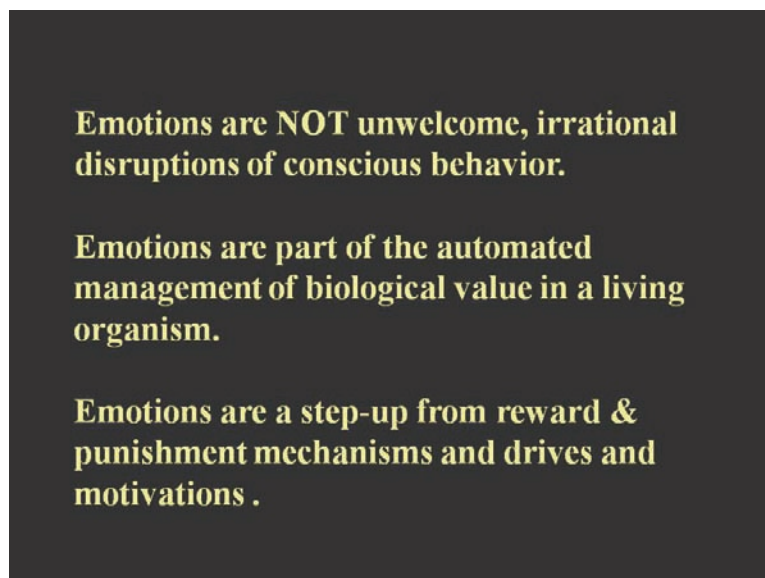 Emotions are NOT unwelcome, irrational
disruptions of conscious behavior.
Emotions are part of the automated
management of biological value in a living
organism.
Emotions are a step-up from reward &
punishment mechanisms and drives and
motivations .